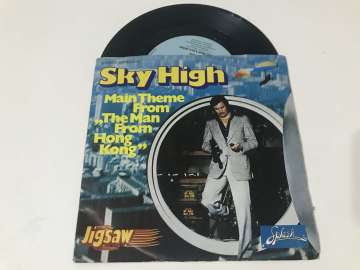 Sky High
Main Theme
From
„The Man
From
Hong
Kong"
Jigsaw
Splash